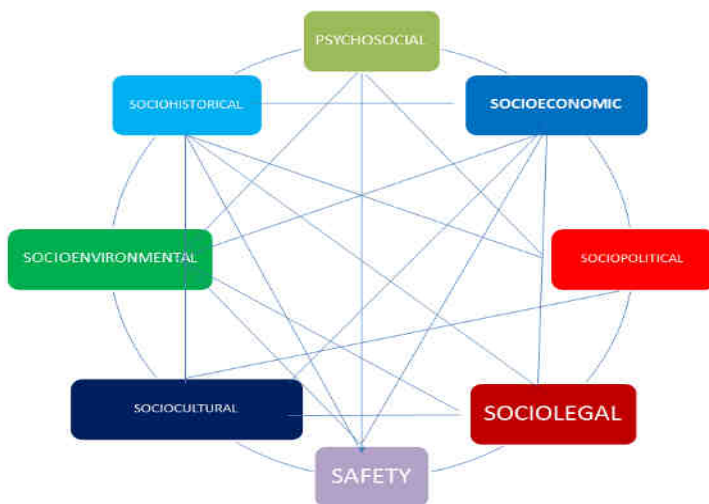 PSYCHOSOCIAL
SOCIOHISTORICAL
SOCIOECONOMIC
SOCIOENVIRONMENTAL
SOCIOPOLITICAL
SOCIOCULTURAL
SOCIOLEGAL
SAFETY